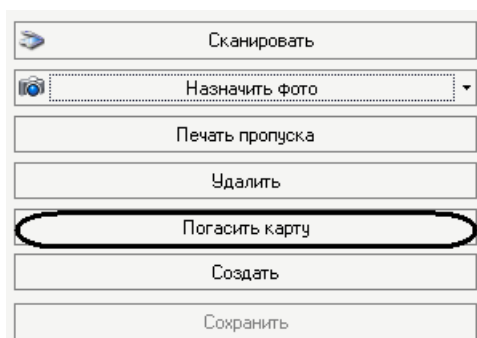 Сканировать
Назначить фото
Печать пропуска
Удалить
Погасить карту
Создать
Сохранить